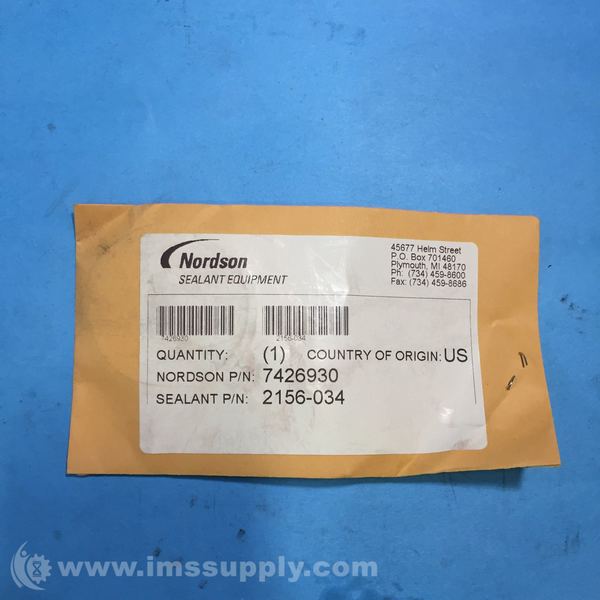 Nordson
SEALANT EQUIPMENT
45677 Helm Street
P.O. Box 701460
Plymouth, MI 48170
Ph: (734) 459-8600
Fax: (734) 459-8686
7426930
2156-034
QUANTITY: (1) COUNTRY OF ORIGIN: US
NORDSON P/N: 7426930
SEALANT P/N: 2156-034
www.imssupply.com